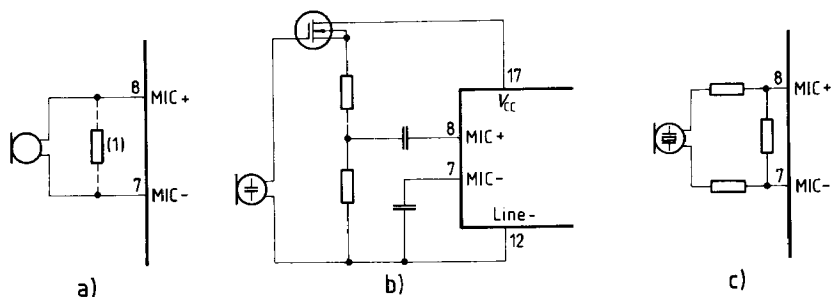 8
MIC+
(1)
7
MIC-
a)
17
VCC
8
MIC+
7
MIC-
Line-
12
b)
8
MIC+
7
MIC-
c)